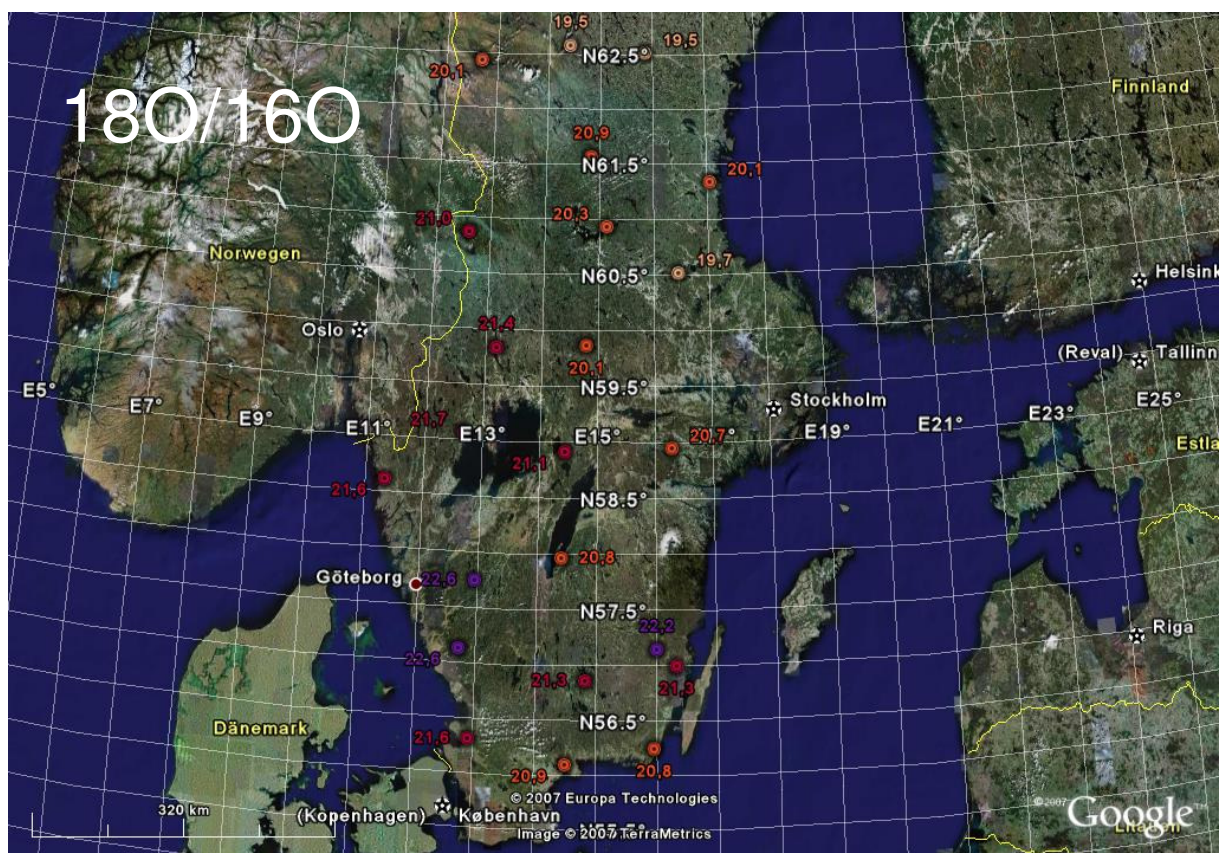 19,5
19,5
N62.5°
20,1
Finnland
18O/16O
20,9
N61.5°
20,1
21,0
20,3
Norwegen
19,7
N60.5°
Helsink
Oslo
21,4
(Reval) Tallinn
20,1
E5°
N59.5°
E7°
Stockholm
E25°
E9°
E11°
21,7
E13°
E15°
20,7
E19°
E21°
E23°
Estla
21,1
21,6
N58.5°
20,8
Göteborg
22,6
N57.5°
22,2
Riga
22,6
21,3
21,3
N56.5°
Dänemark
21,6
20,9
20,8
© 2007 Europa Technologies
320 km
(Kopenhagen) København
©2007 Google™
Image © 2007 TerraMetrics